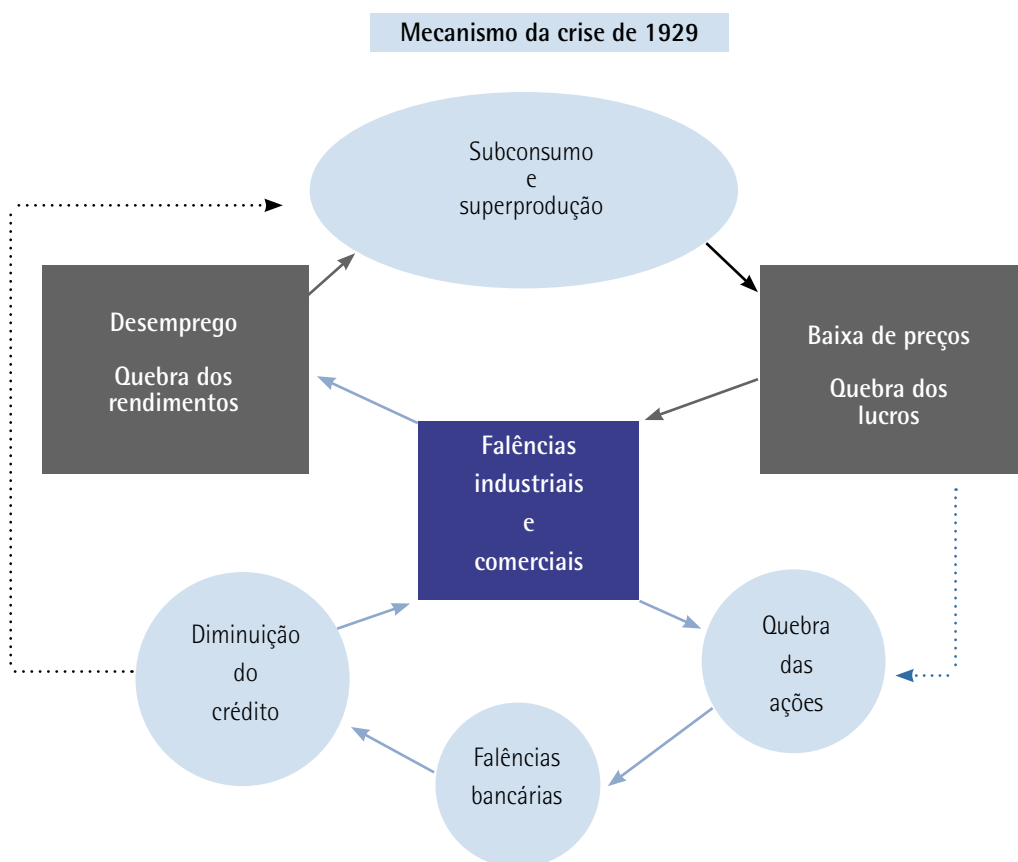 Mecanismo da crise de 1929
Subconsumo
e
superprodução
Desemprego
Quebra dos
rendimentos
Baixa de preços
Quebra dos
lucros
Falências
industriais
e
comerciais
Diminuição
do
crédito
Quebra
das
ações
Falências
bancárias